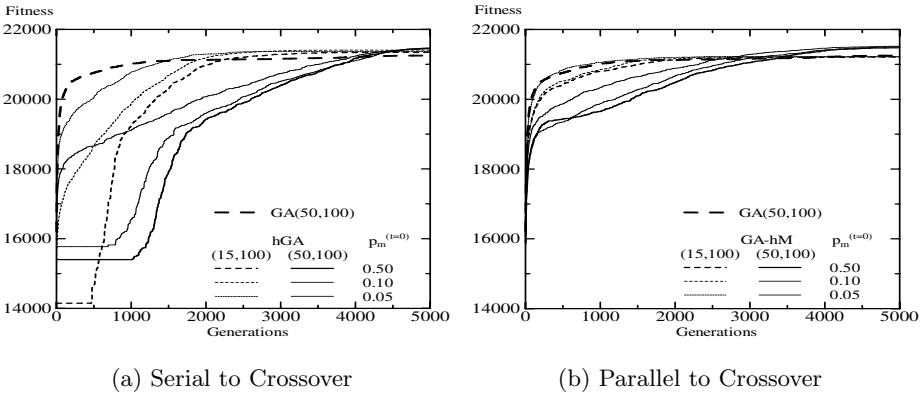 Fitness
22000
20000
18000
16000
14000
0 1000 2000 3000 4000 5000
Generations
GA(50,100)
hGA p_m^(t=0)
(15,100) (50,100)
0.50
0.10
0.05
(a) Serial to Crossover
Fitness
22000
20000
18000
16000
14000
0 1000 2000 3000 4000 5000
Generations
GA(50,100)
GA-hM p_m^(t=0)
(15,100) (50,100)
0.50
0.10
0.05
(b) Parallel to Crossover